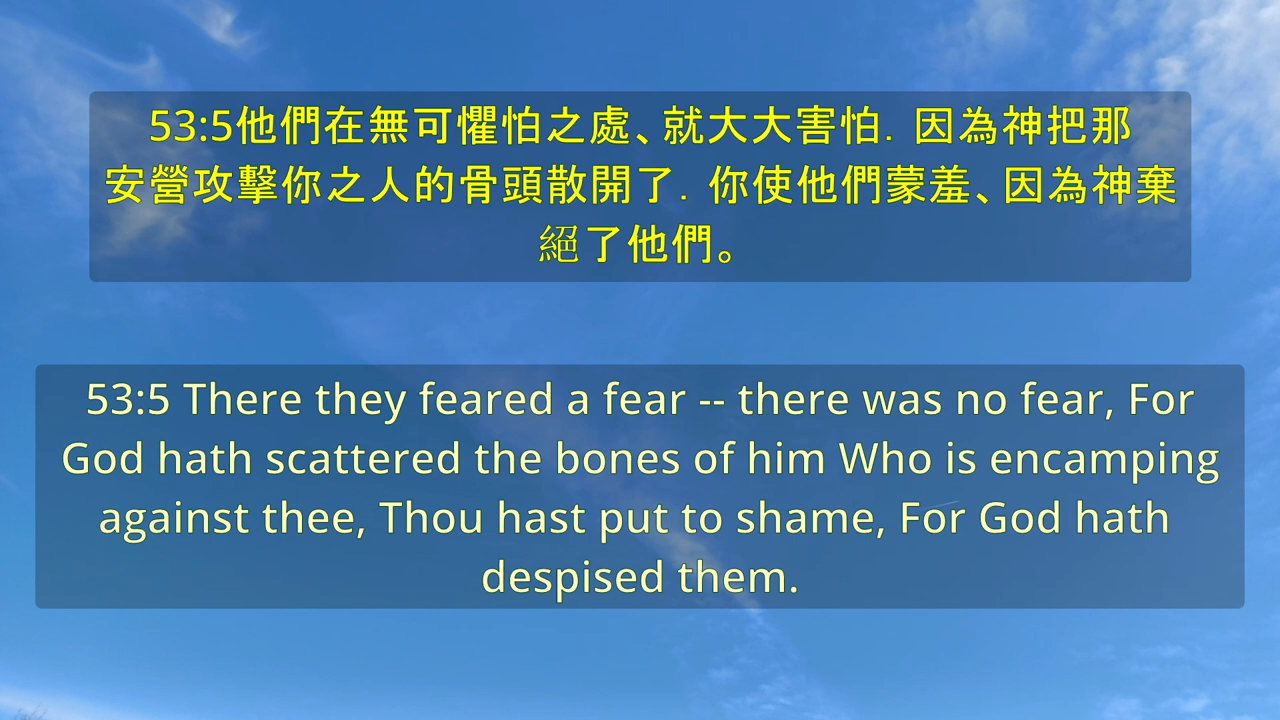 53:5他們在無可懼怕之處、就大大害怕．因為神把那
安營攻擊你之人的骨頭散開了．你使他們蒙羞、因為神棄
絕了他們。
53:5 There they feared a fear -- there was no fear, For
God hath scattered the bones of him Who is encamping
against thee, Thou hast put to shame, For God hath
despised them.